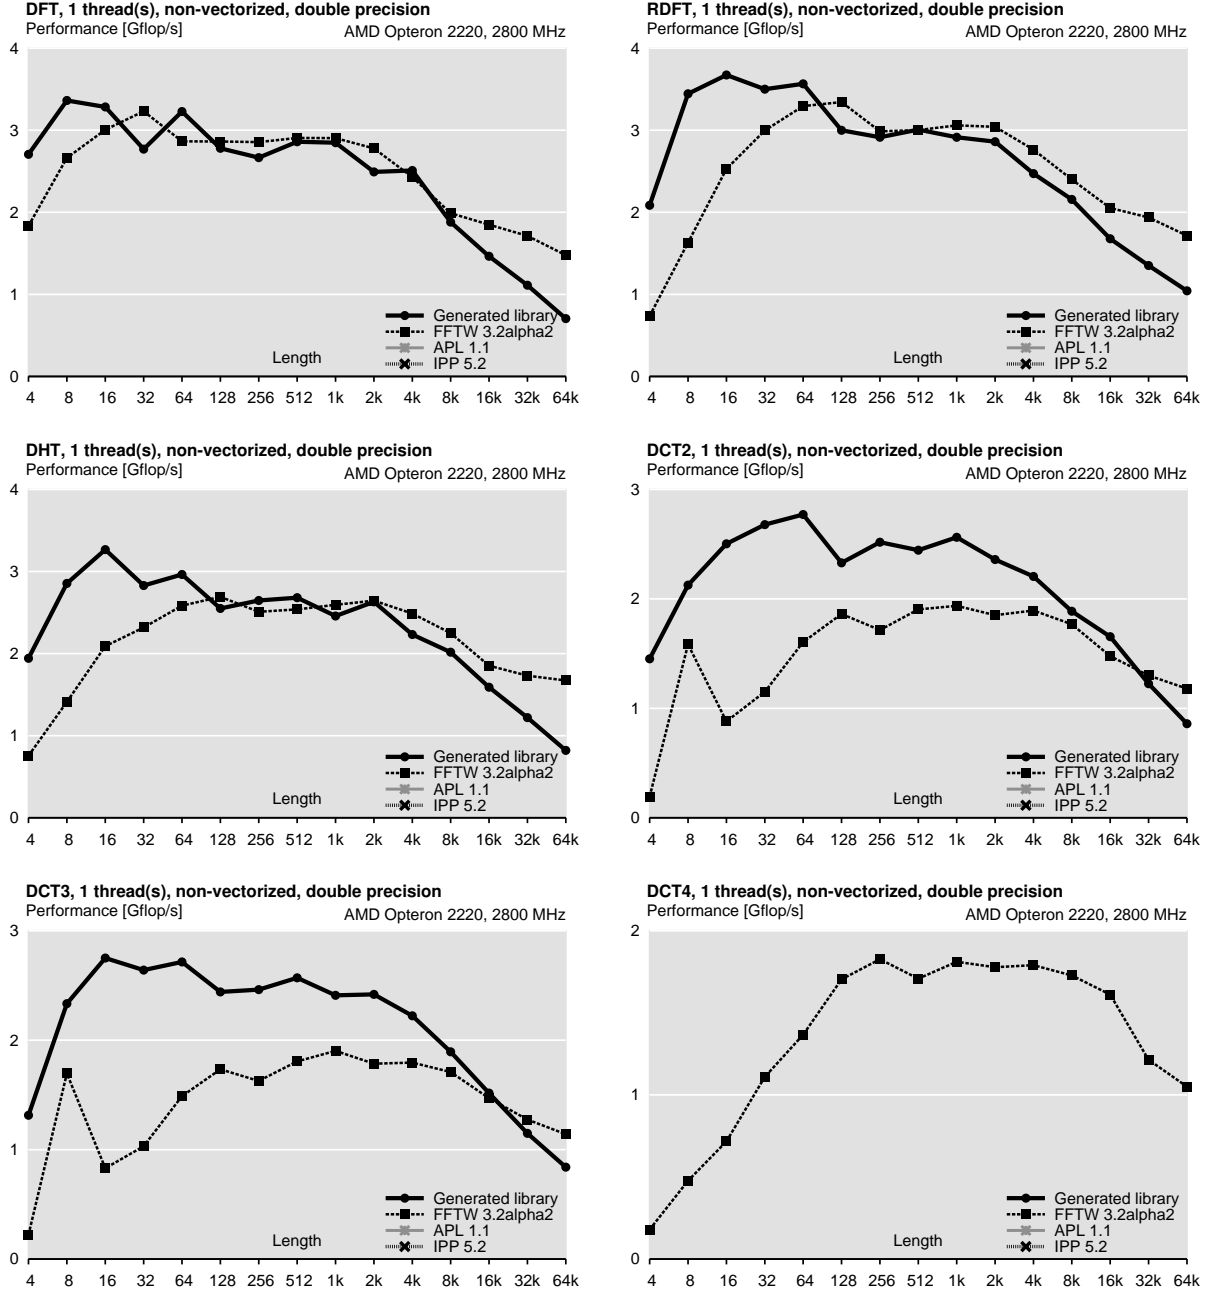 DFT, 1 thread(s), non-vectorized, double precision
Performance [Gflop/s]
AMD Opteron 2220, 2800 MHz
4
3
2
1
0
Generated library
FFTW 3.2alpha2
APL 1.1
IPP 5.2
Length
4 8 16 32 64 128 256 512 1k 2k 4k 8k 16k 32k 64k
RDFT, 1 thread(s), non-vectorized, double precision
Performance [Gflop/s]
AMD Opteron 2220, 2800 MHz
4
3
2
1
0
Generated library
FFTW 3.2alpha2
APL 1.1
IPP 5.2
Length
4 8 16 32 64 128 256 512 1k 2k 4k 8k 16k 32k 64k
DHT, 1 thread(s), non-vectorized, double precision
Performance [Gflop/s]
AMD Opteron 2220, 2800 MHz
4
3
2
1
0
Generated library
FFTW 3.2alpha2
APL 1.1
IPP 5.2
Length
4 8 16 32 64 128 256 512 1k 2k 4k 8k 16k 32k 64k
DCT2, 1 thread(s), non-vectorized, double precision
Performance [Gflop/s]
AMD Opteron 2220, 2800 MHz
3
2
1
0
Generated library
FFTW 3.2alpha2
APL 1.1
IPP 5.2
Length
4 8 16 32 64 128 256 512 1k 2k 4k 8k 16k 32k 64k
DCT3, 1 thread(s), non-vectorized, double precision
Performance [Gflop/s]
AMD Opteron 2220, 2800 MHz
3
2
1
0
Generated library
FFTW 3.2alpha2
APL 1.1
IPP 5.2
Length
4 8 16 32 64 128 256 512 1k 2k 4k 8k 16k 32k 64k
DCT4, 1 thread(s), non-vectorized, double precision
Performance [Gflop/s]
AMD Opteron 2220, 2800 MHz
2
1
0
Generated library
FFTW 3.2alpha2
APL 1.1
IPP 5.2
Length
4 8 16 32 64 128 256 512 1k 2k 4k 8k 16k 32k 64k